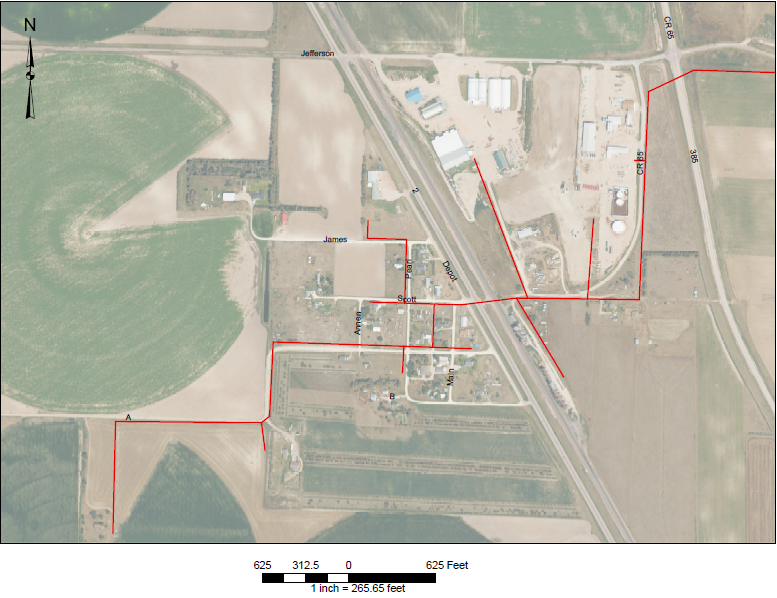 N
CR 65
Jefferson
385
CR 65
2
James
Pearl
Depot
Scott
Annen
Main
B
A
625 312.5 0 625 Feet
1 inch = 265.65 feet